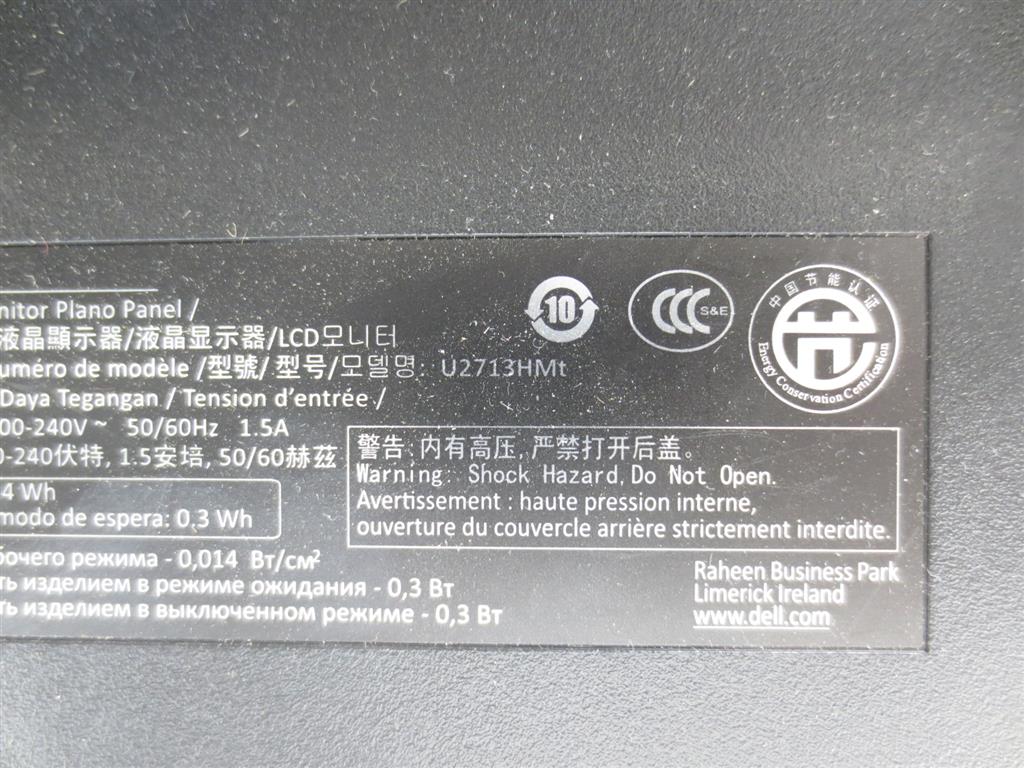 nitor Plano Panel /
液晶顯示器/液晶显示器/LCD모니터
uméro de modèle /型號/ 型号/모델명: U2713HMt
Daya Tegangan / Tension d'entrée /
00-240V ~ 50/60Hz 1.5A
0-240伏特, 1.5安培, 50/60赫兹
4 Wh
modo de espera: 0.3 Wh
бочего режима - 0,014 Вт/см²
ть изделием в режиме ожидания - 0,3 Вт
ть изделием в выключенном режиме - 0,3 Вт
10
CCC S&E
中国节能认证
Energy Conservation Certification
警告:内有高压,严禁打开后盖.
Warning: Shock Hazard,Do Not Open.
Avertissement : haute pression interne,
ouverture du couvercle arrière strictement interdite.
Raheen Business Park
Limerick Ireland
www.dell.com